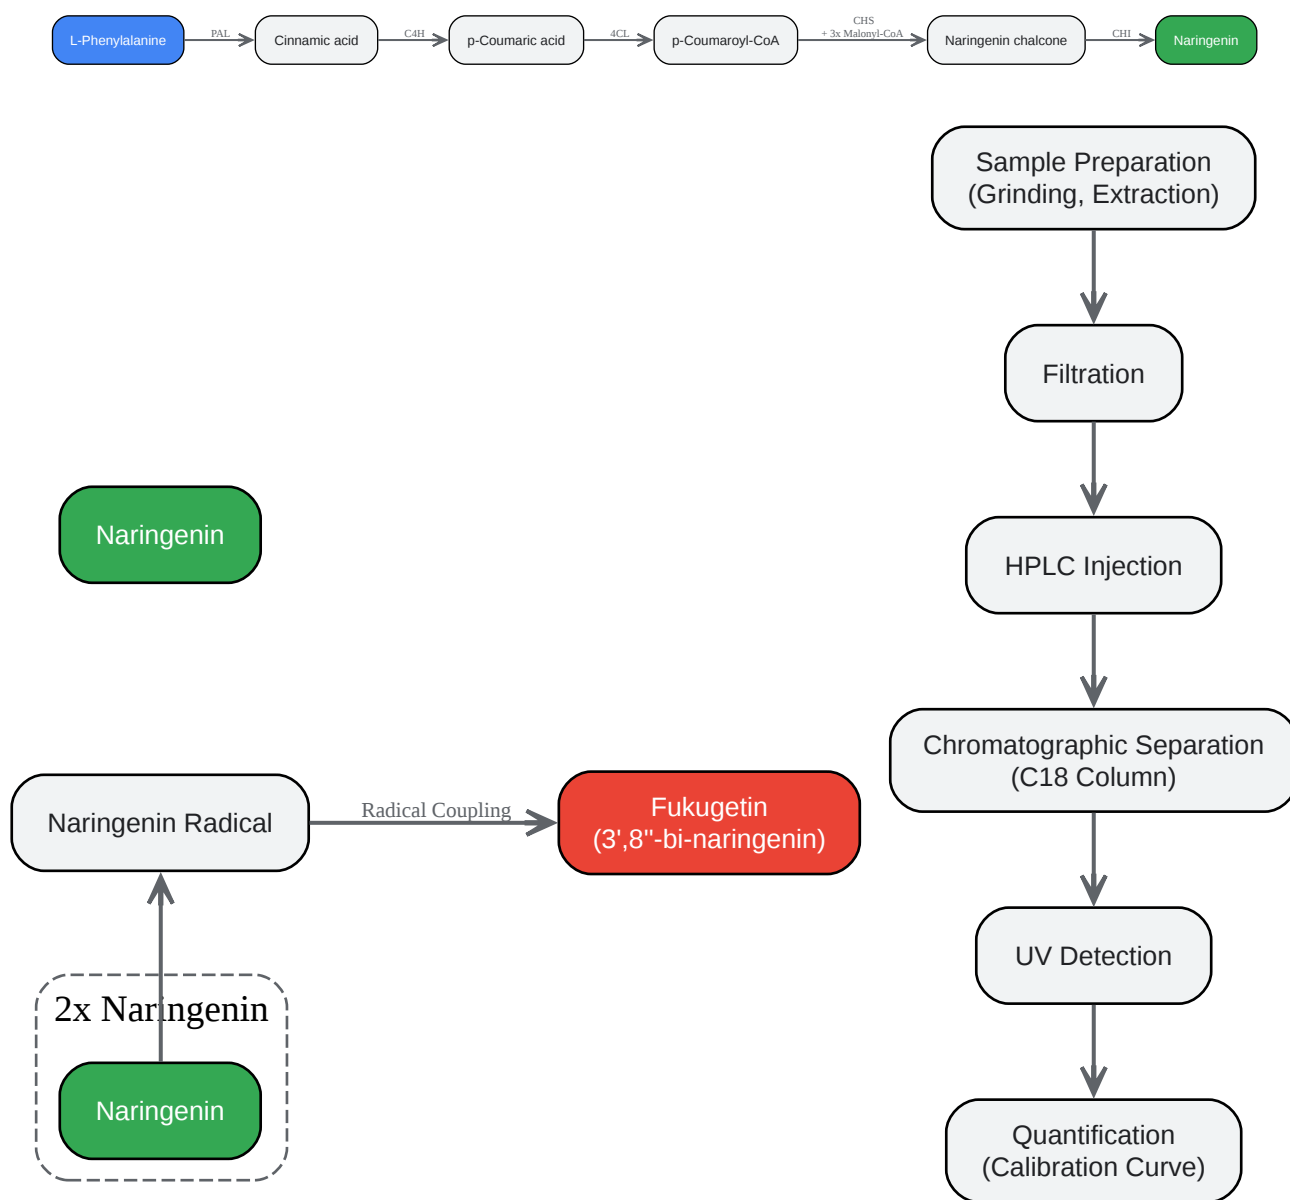 L-Phenylalanine
PAL
Cinnamic acid
C4H
p-Coumaric acid
4CL
p-Coumaroyl-CoA
CHS
+ 3x Malonyl-CoA
Naringenin chalcone
CHI
Naringenin
Sample Preparation
(Grinding, Extraction)
Filtration
HPLC Injection
Chromatographic Separation
(C18 Column)
UV Detection
Quantification
(Calibration Curve)
Naringenin
Naringenin Radical
Radical Coupling
Fukugetin
(3',8''-bi-naringenin)
2x Naringenin
Naringenin